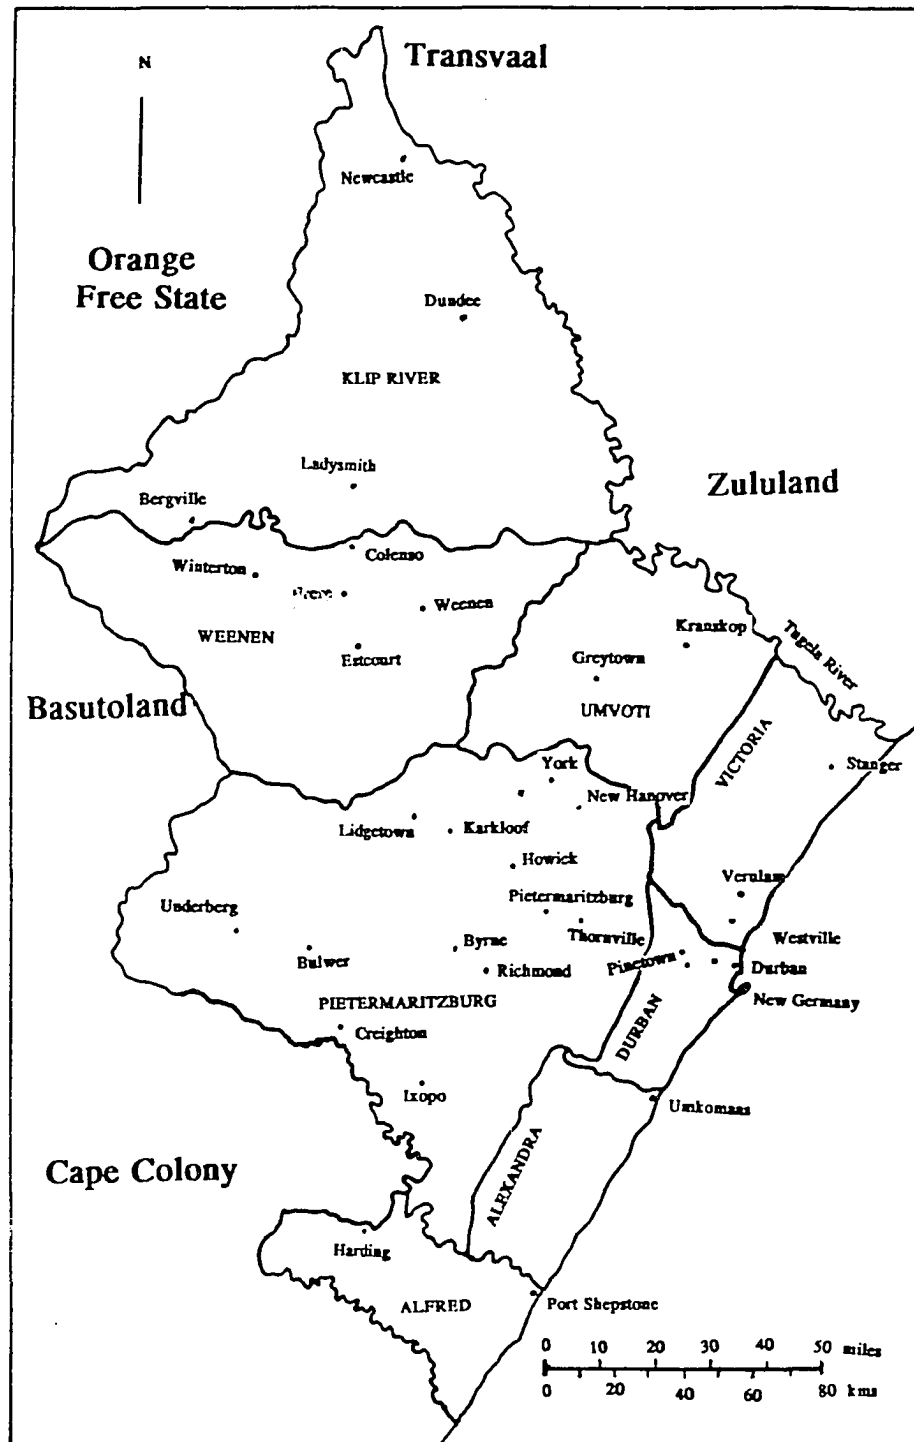 Transvaal
N
Newcastle
Orange
Free State
Dundee
KLIP RIVER
Ladysmith
Zululand
Bergville
Colenso
Winterton
Weenen
WEENEN
Kranskop
Estcourt
Greytown
Tugela River
Basutoland
UMVOTI
VICTORIA
York
Stanger
New Hanover
Lidgetown
Karkloof
Howick
Verulam
Pietermaritzburg
Underberg
Thornville
Westville
Byrne
Pinetown
Durban
Bulwer
Richmond
New Germany
PIETERMARITZBURG
DURBAN
Creighton
Ixopo
Umkomaas
ALEXANDRA
Cape Colony
Harding
ALFRED
Port Shepstone
0 10 20 30 40 50 miles
0 20 40 60 80 kms